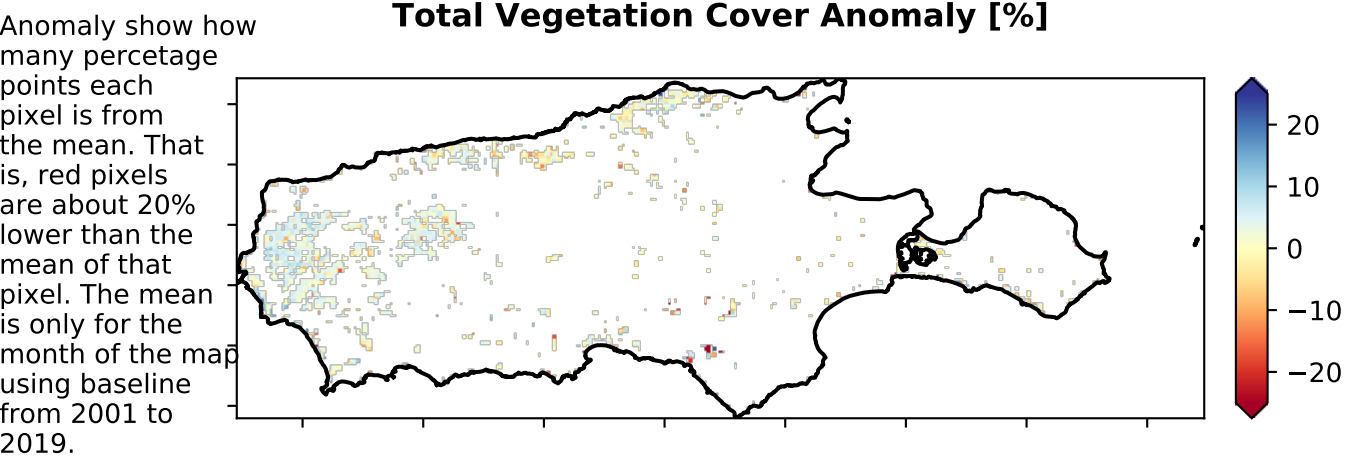 Total Vegetation Cover Anomaly [%]
Anomaly show how
many percetage
points each
pixel is from
the mean. That
is, red pixels
are about 20%
lower than the
mean of that
pixel. The mean
is only for the
month of the map
using baseline
from 2001 to
2019.
20
10
0
−10
−20